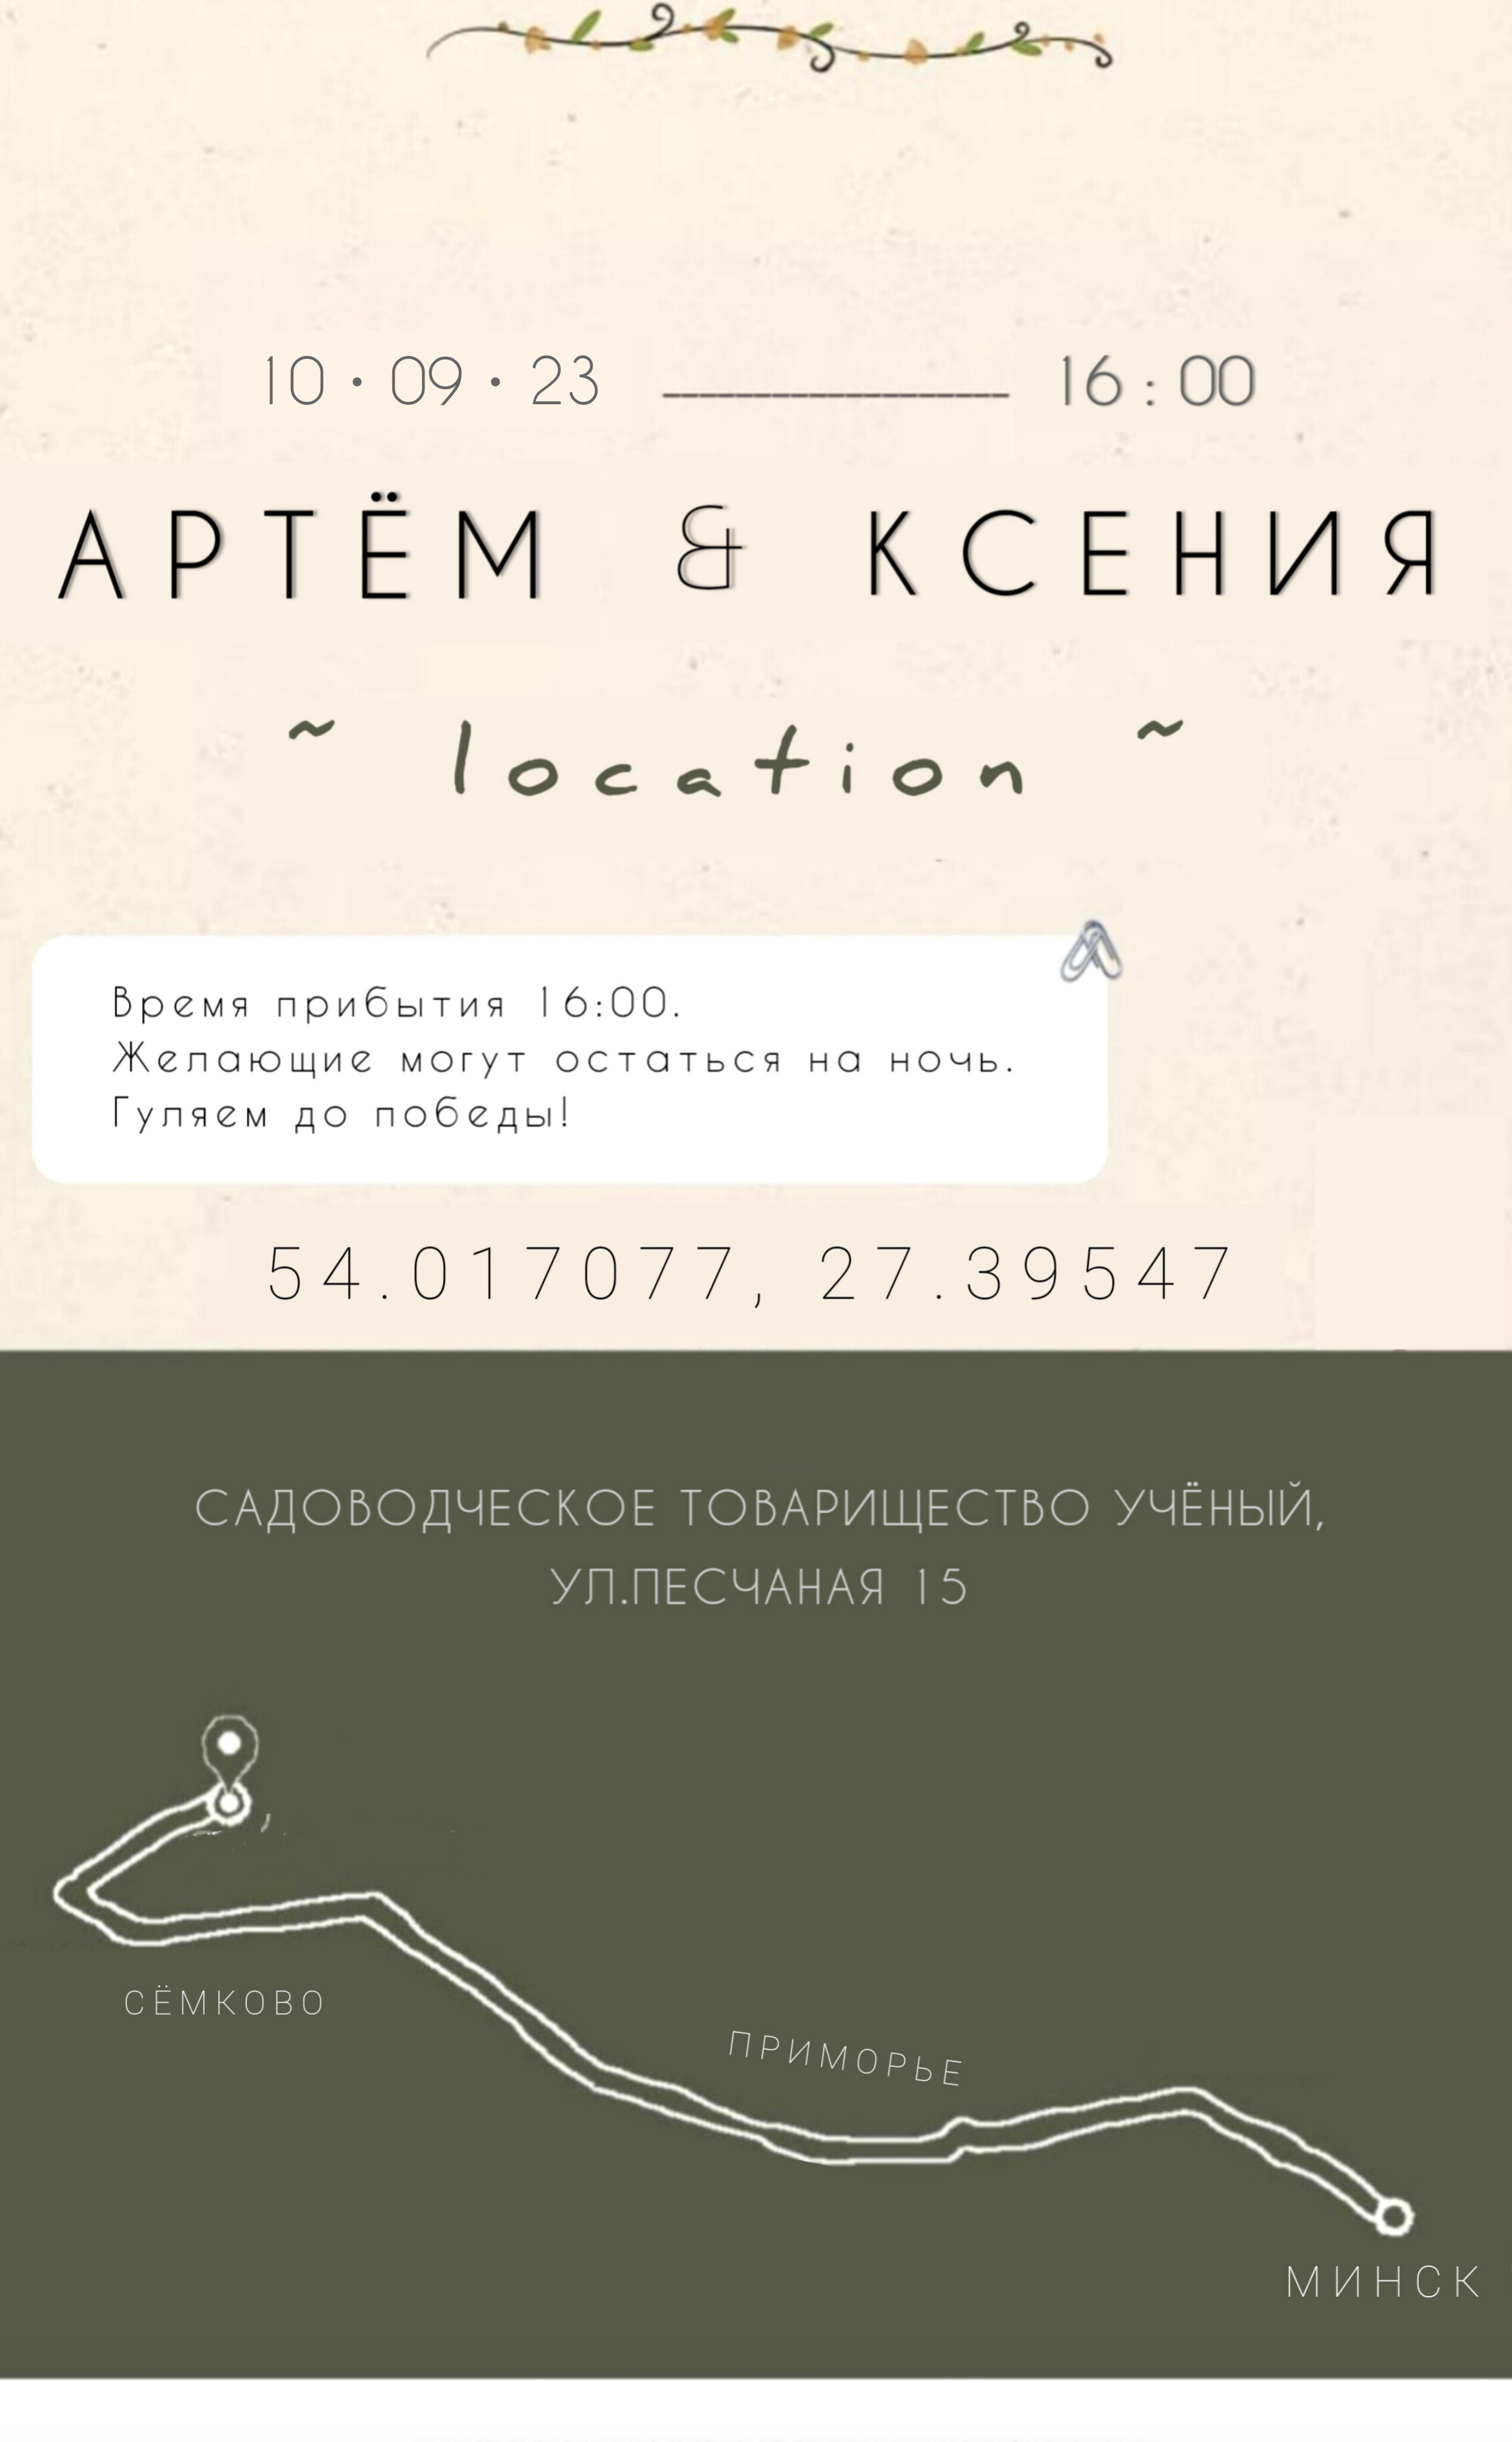 10 • 09 • 23 16 : 00
АРТЁМ & КСЕНИЯ
~ location ~
Время прибытия 16:00.
Желающие могут остаться на ночь.
Гуляем до победы!
54.017077, 27.39547
САДОВОДЧЕСКОЕ ТОВАРИЩЕСТВО УЧЁНЫЙ,
УЛ.ПЕСЧАНАЯ 15
СЁМКОВО
ПРИМОРЬЕ
МИНСК